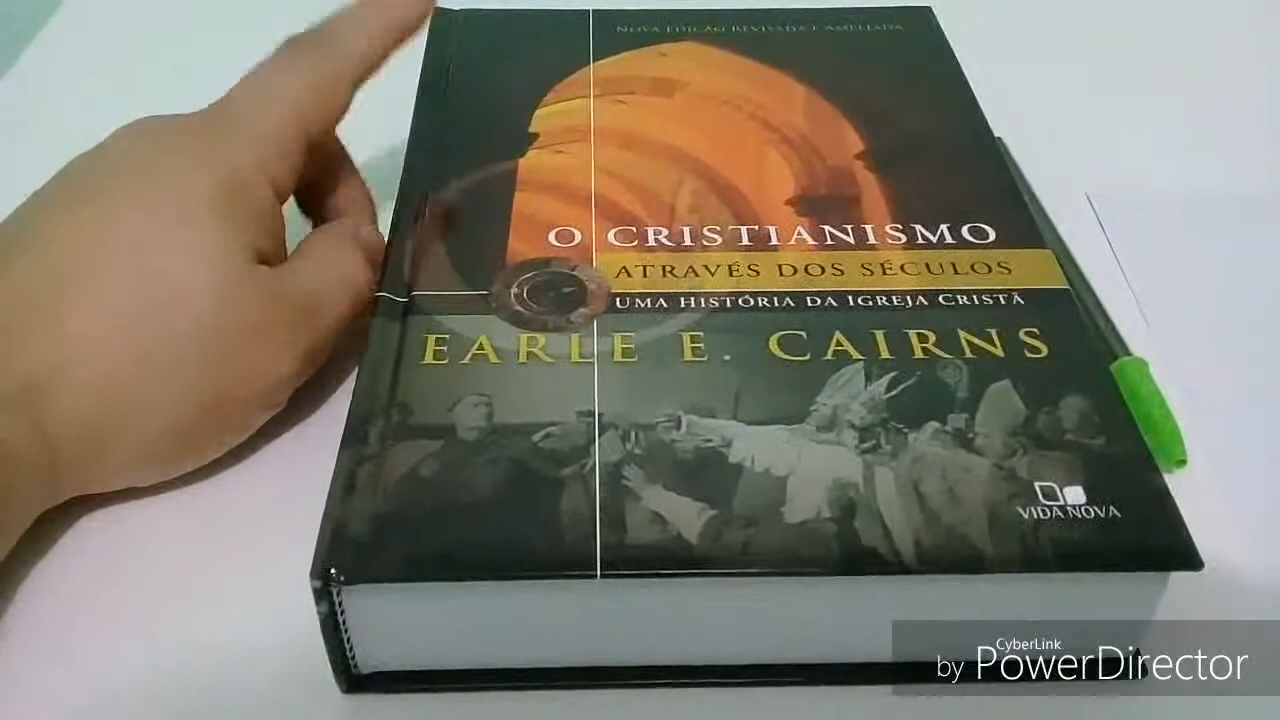 NOVA EDIÇÃO REVISADA E AMPLIADA
O CRISTIANISMO
ATRAVÉS DOS SÉCULOS
UMA HISTÓRIA DA IGREJA CRISTÃ
EARLE E. CAIRNS
VIDA NOVA
CyberLink
by PowerDirector